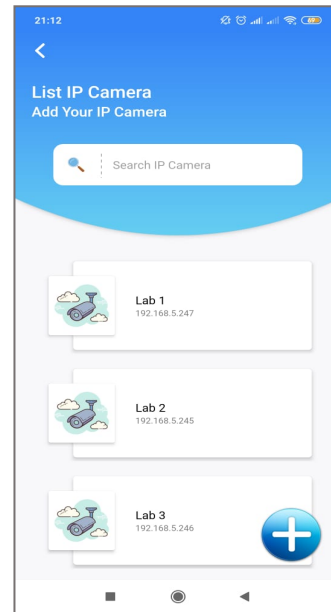 21:12
69
List IP Camera
Add Your IP Camera
Search IP Camera
Lab 1
192.168.5.247
Lab 2
192.168.5.245
Lab 3
192.168.5.246